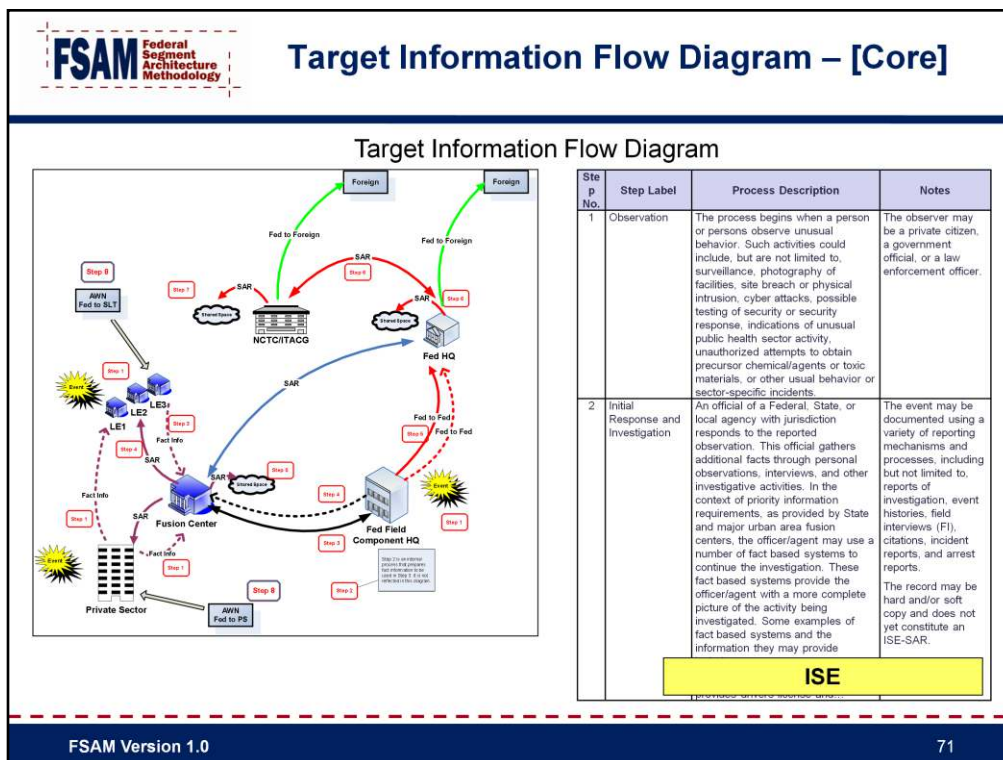 FSAM Federal
Segment
Architecture
Methodology
Target Information Flow Diagram – [Core]
Target Information Flow Diagram
Foreign
Foreign
Fed to Foreign
Fed to Foreign
SAR
Step 8
AWN
Fed to SLT
Step 7
SAR
Shared Space
NCTC/ITACG
SAR
Shared Space
Fed HQ
Step 1
Event
LE3
LE2
LE1
SAR
Fact Info
Step 4
SAR
Fed to Fed
Fed to Fed
Fact Info
Step 1
SAR
Shared Space
Step 4
Event
Fusion Center
SAR
Step 3
Fed Field
Component HQ
Step 1
Fact Info
Step 1
Event
Private Sector
Step 8
AWN
Fed to PS
Step 2
Ste
p
No.
Step Label
Process Description
Notes
1
Observation
The process begins when a person
or persons observe unusual
behavior. Such activities could
include, but are not limited to,
surveillance, photography of
facilities, site breach or physical
intrusion, cyber attacks, possible
testing of security or security
response, indications of unusual
public health sector activity,
unauthorized attempts to obtain
precursor chemical/agents or toxic
materials, or other usual behavior or
sector-specific incidents.
The observer may
be a private citizen,
a government
official, or a law
enforcement officer.
2
Initial
Response and
Investigation
An official of a Federal, State, or
local agency with jurisdiction
responds to the reported
observation. This official gathers
additional facts through personal
observations, interviews, and other
investigative activities. In the
context of priority information
requirements, as provided by State
and major urban area fusion
centers, the officer/agent may use a
number of fact based systems to
continue the investigation. These
fact based systems provide the
officer/agent with a more complete
picture of the activity being
investigated. Some examples of
fact based systems and the
information they may provide
The event may be
documented using a
variety of reporting
mechanisms and
processes, including
but not limited to,
reports of
investigation, event
histories, field
interviews (FI),
citations, incident
reports, and arrest
reports.
The record may be
hard and/or soft
copy and does not
yet constitute an
ISE-SAR.
ISE
FSAM Version 1.0
71